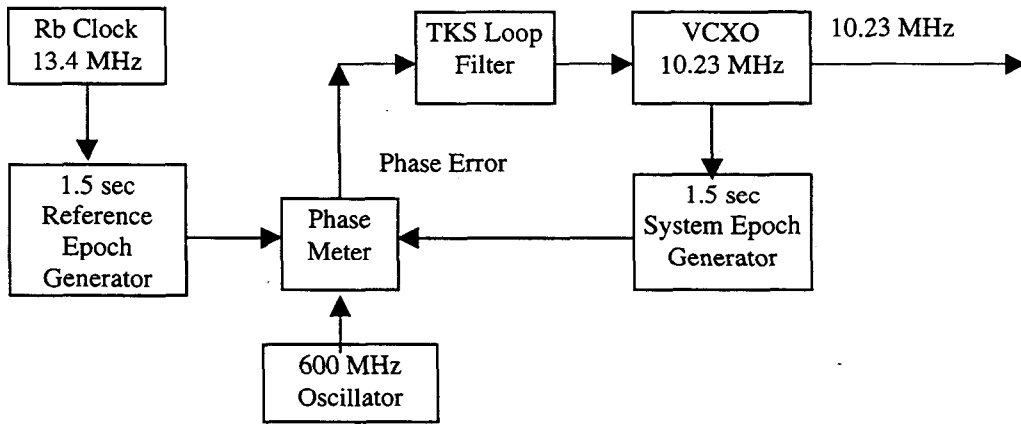 Rb Clock
13.4 MHz
TKS Loop
Filter
VCXO
10.23 MHz
10.23 MHz
Phase Error
1.5 sec
Reference
Epoch
Generator
Phase
Meter
1.5 sec
System Epoch
Generator
600 MHz
Oscillator